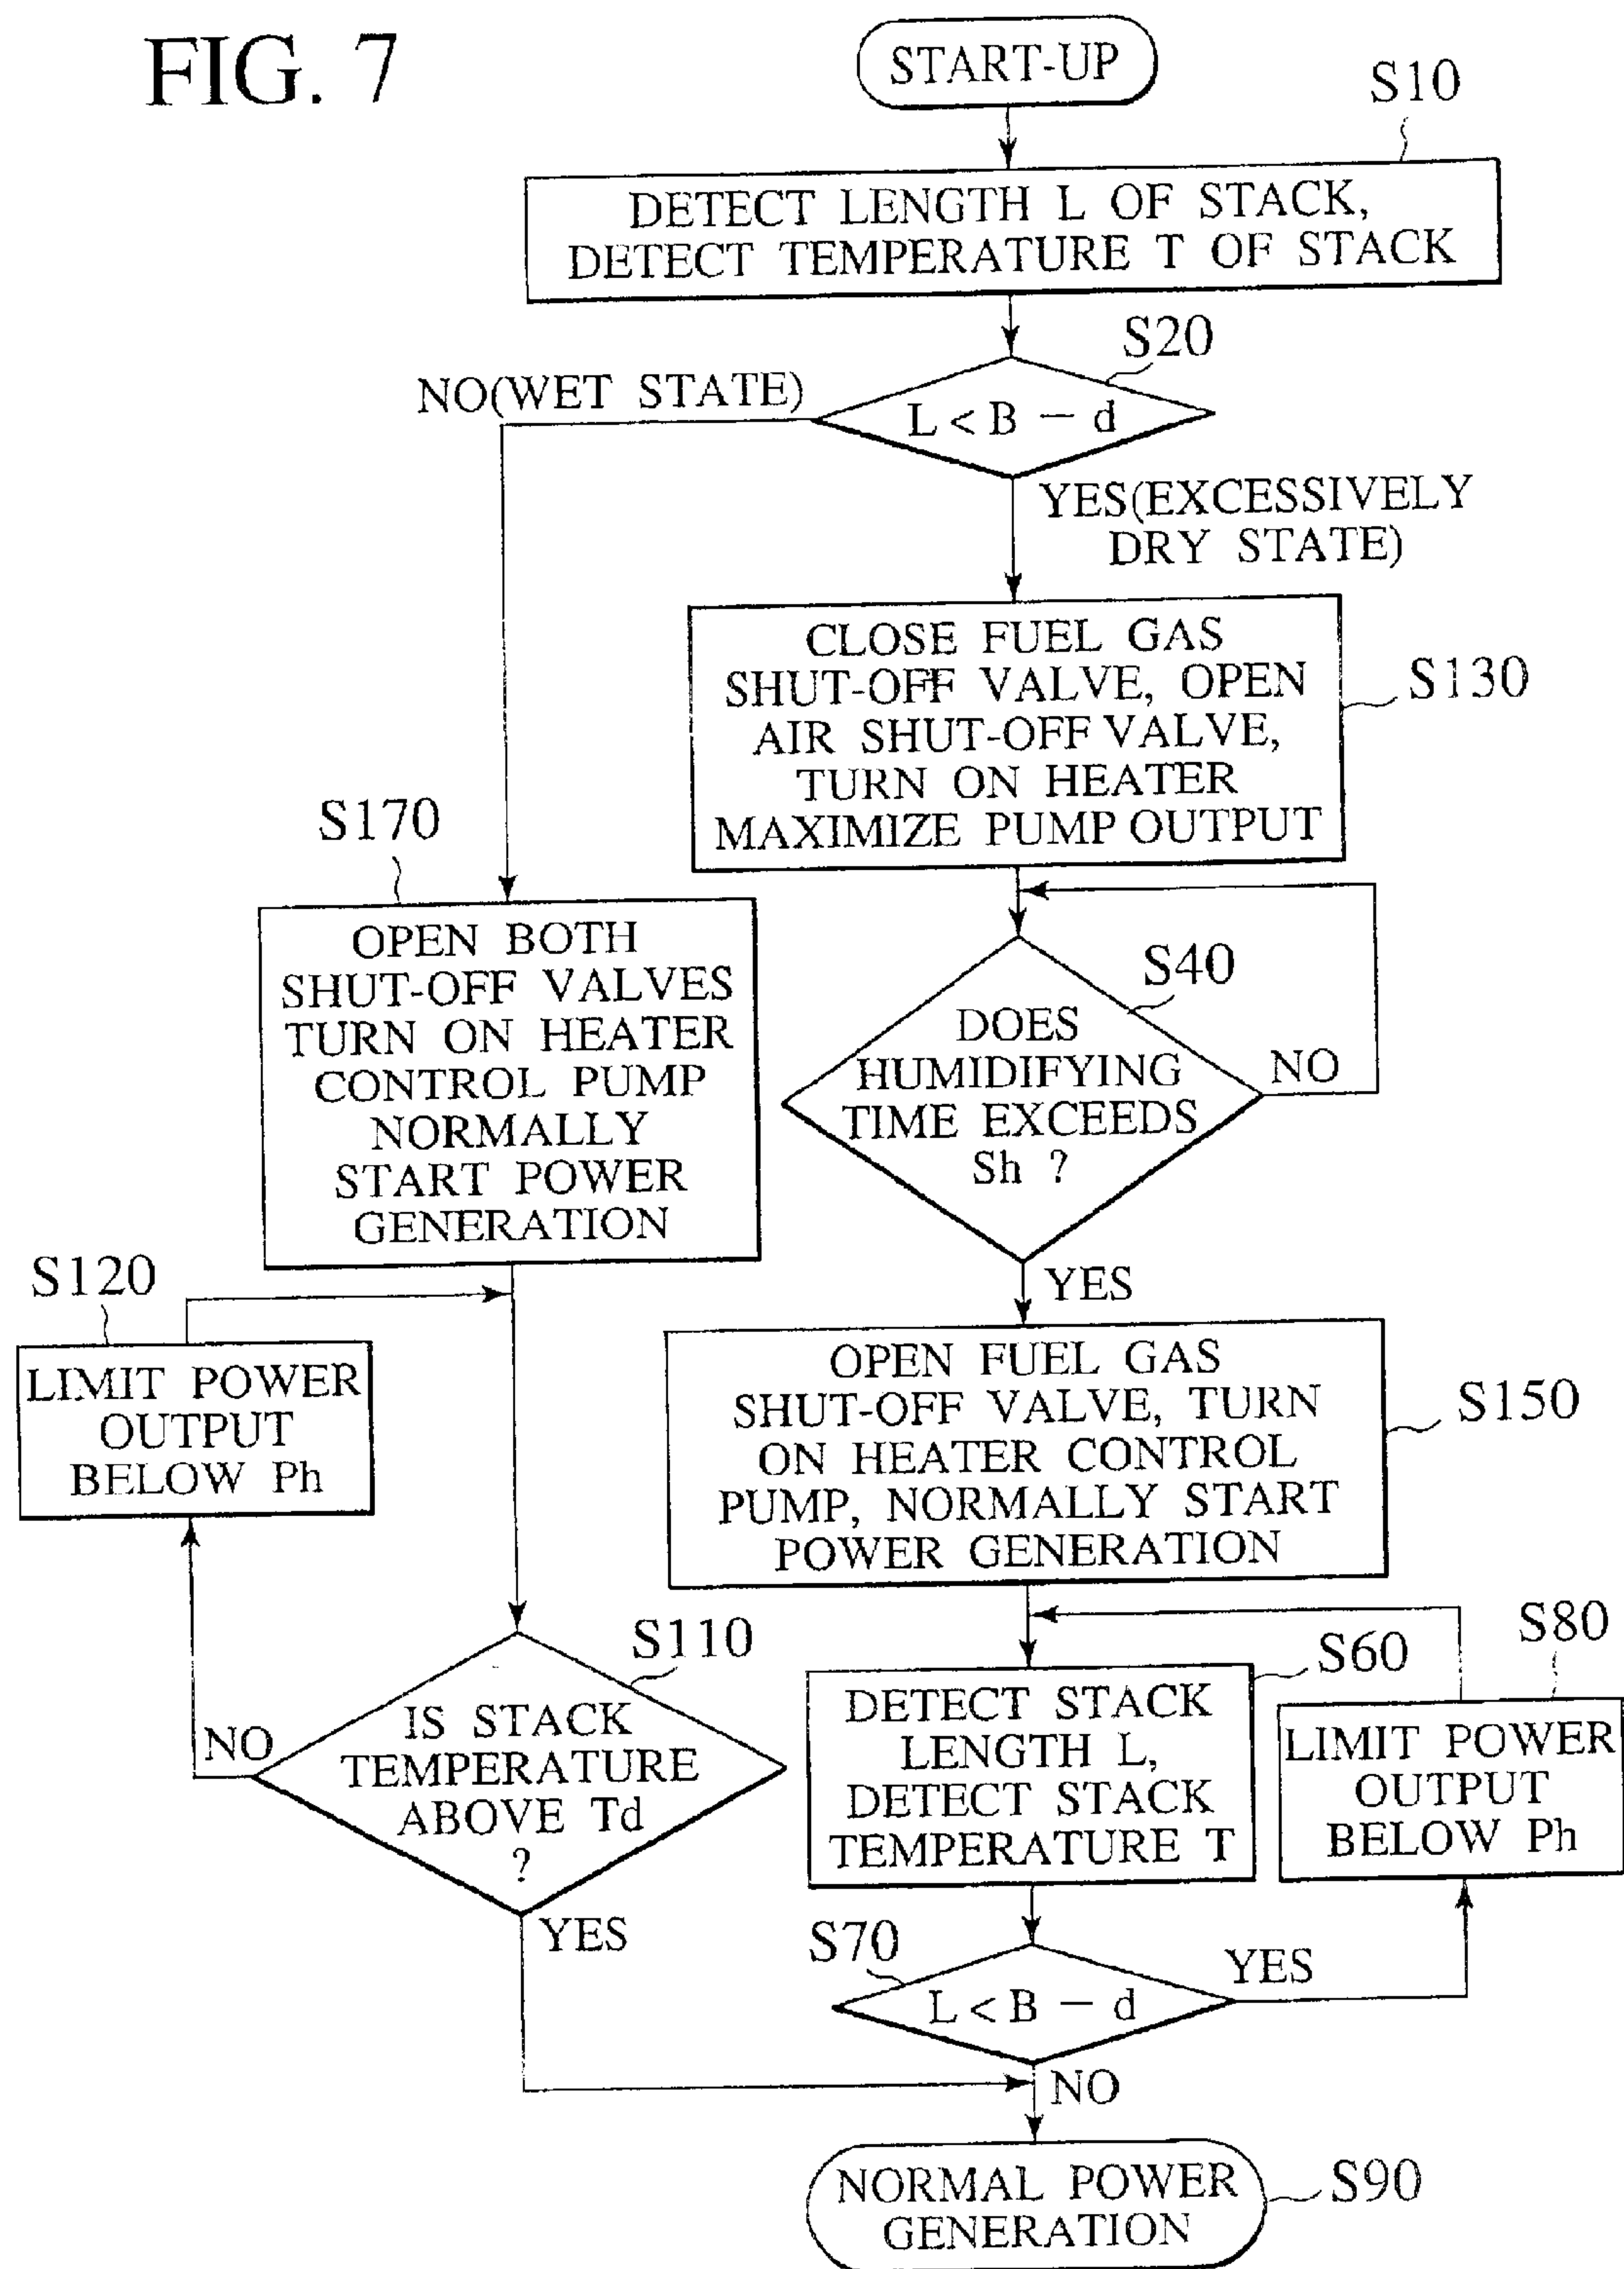 FIG. 7
START-UP
S10
DETECT LENGTH L OF STACK,
DETECT TEMPERATURE T OF STACK
S20
NO(WET STATE)
L < B − d
YES(EXCESSIVELY
DRY STATE)
CLOSE FUEL GAS
SHUT-OFF VALVE, OPEN
AIR SHUT-OFF VALVE,
TURN ON HEATER
MAXIMIZE PUMP OUTPUT
S130
S170
OPEN BOTH
SHUT-OFF VALVES
TURN ON HEATER
CONTROL PUMP
NORMALLY
START POWER
GENERATION
S40
DOES
HUMIDIFYING
TIME EXCEEDS
Sh ?
NO
YES
S120
LIMIT POWER
OUTPUT
BELOW Ph
OPEN FUEL GAS
SHUT-OFF VALVE, TURN
ON HEATER CONTROL
PUMP, NORMALLY START
POWER GENERATION
S150
S110
IS STACK
TEMPERATURE
ABOVE Td
?
NO
YES
S60
DETECT STACK
LENGTH L,
DETECT STACK
TEMPERATURE T
S80
LIMIT POWER
OUTPUT
BELOW Ph
S70
L < B − d
YES
NO
NORMAL POWER
GENERATION
S90